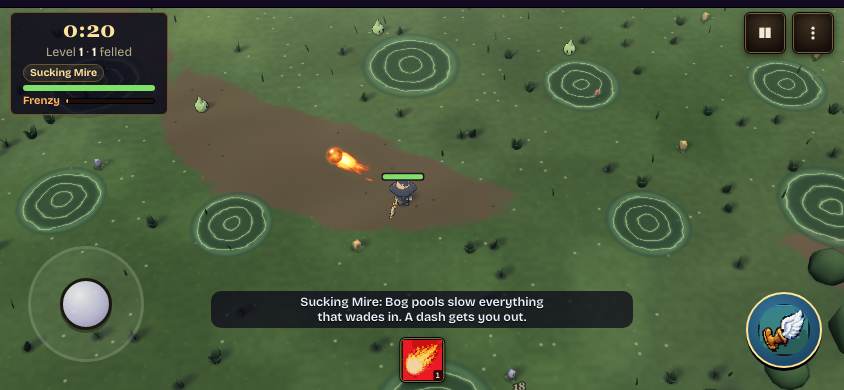 0:20
Level 1 · 1 felled
Sucking Mire
Frenzy
Sucking Mire: Bog pools slow everything
that wades in. A dash gets you out.
1
18